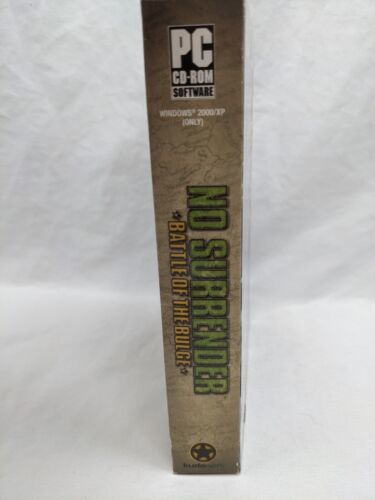 PC
CD-ROM
SOFTWARE
WINDOWS® 2000/XP
(ONLY)
NO SURRENDER
BATTLE OF THE BULGE